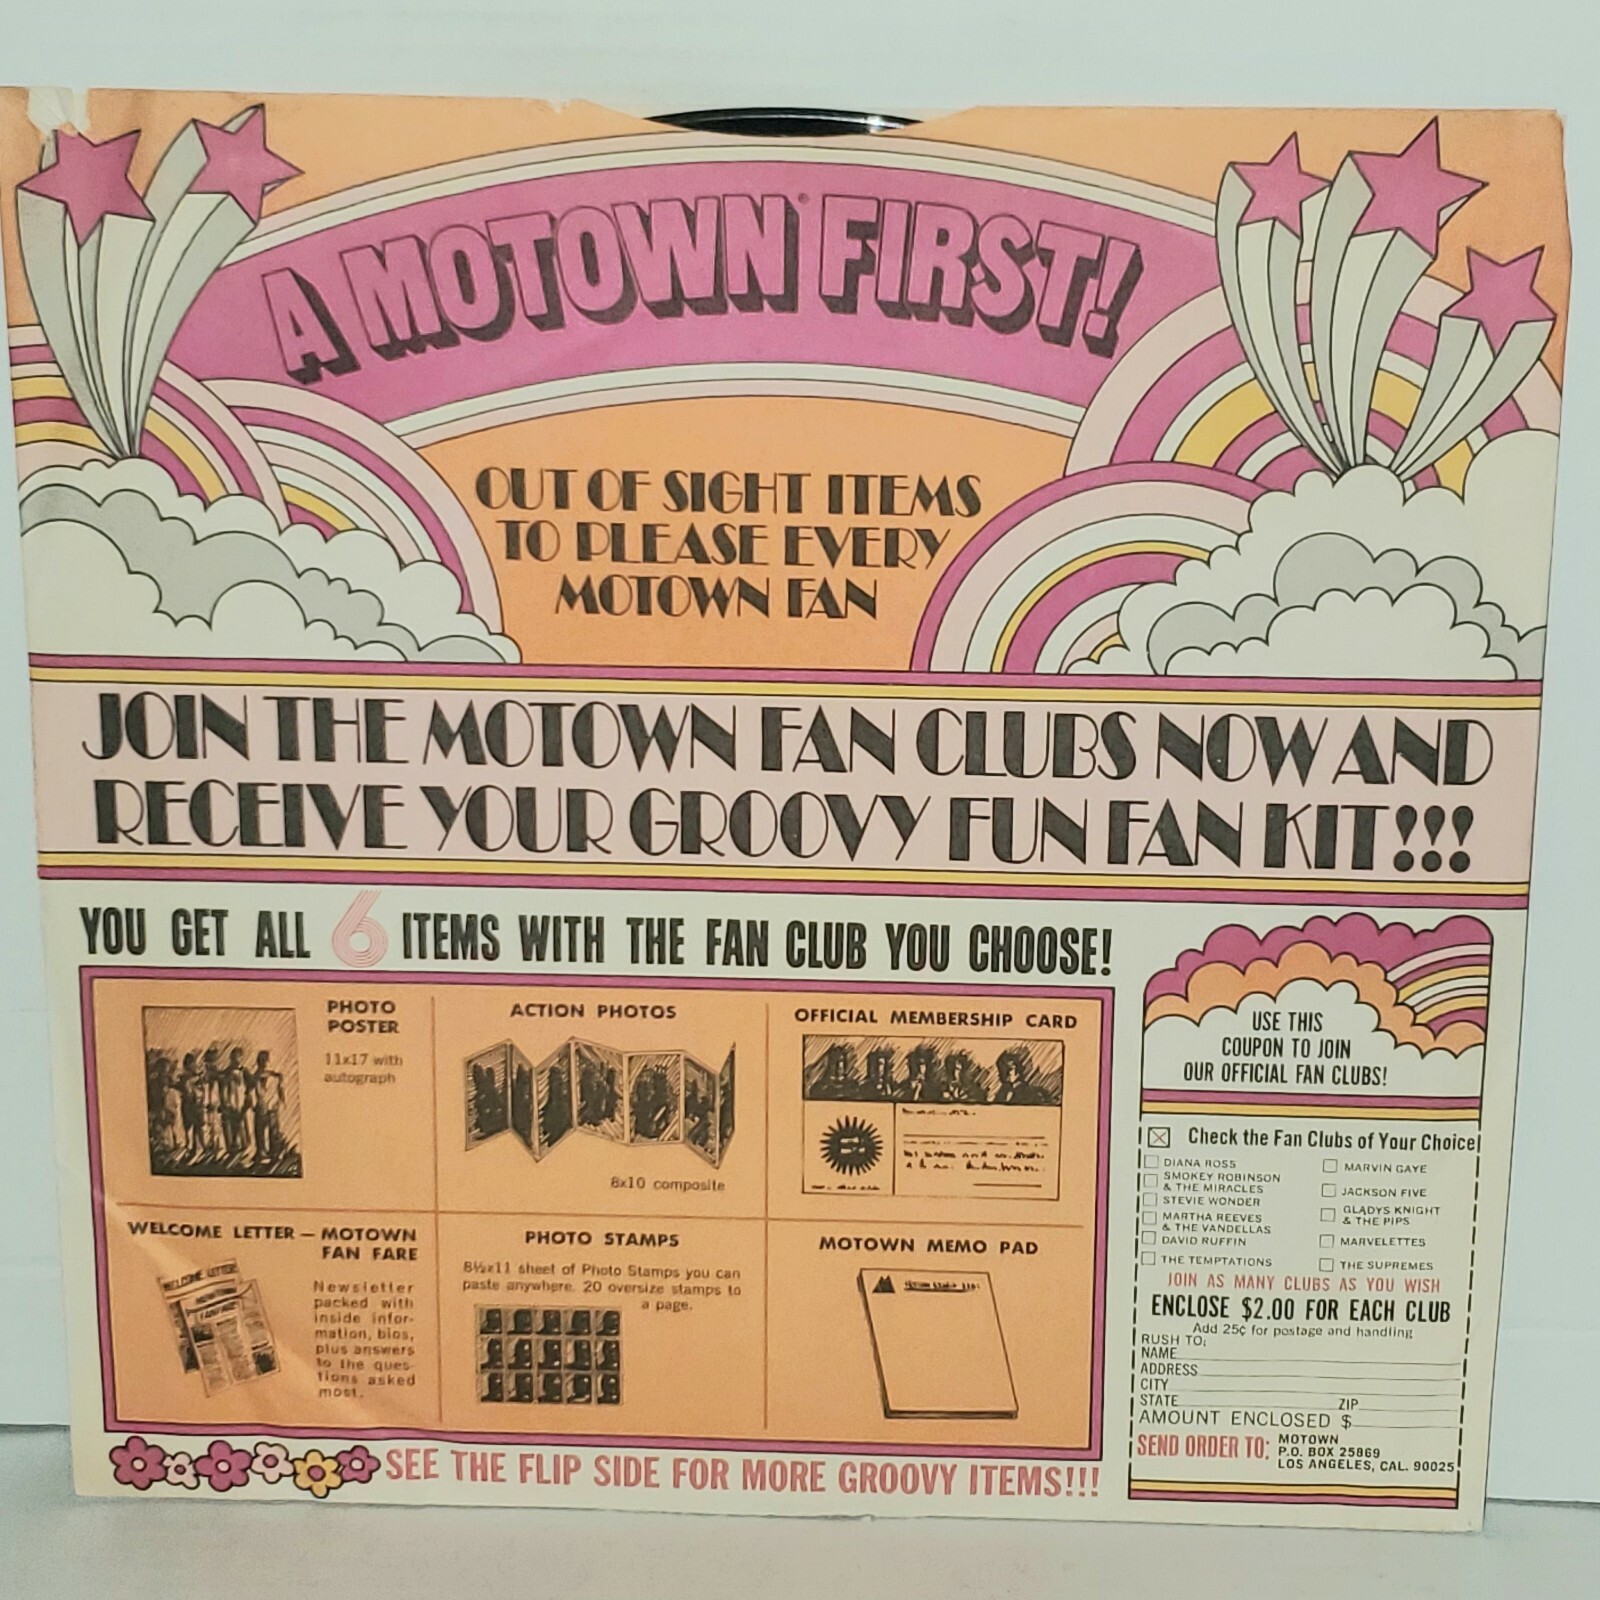 A MOTOWN® FIRST!
OUT OF SIGHT ITEMS
TO PLEASE EVERY
MOTOWN FAN
JOIN THE MOTOWN FAN CLUBS NOW AND
RECEIVE YOUR GROOVY FUN FAN KIT!!!
YOU GET ALL 6 ITEMS WITH THE FAN CLUB YOU CHOOSE!
PHOTO
POSTER
11x17 with
autograph
ACTION PHOTOS
8x10 composite
OFFICIAL MEMBERSHIP CARD
WELCOME LETTER — MOTOWN
FAN FARE
WELCOME LETTER
Newsletter
packed with
inside infor-
mation, bios,
plus answers
to the ques-
tions asked
most.
PHOTO STAMPS
8½x11 sheet of Photo Stamps you can
paste anywhere. 20 oversize stamps to
a page.
MOTOWN MEMO PAD
SEE THE FLIP SIDE FOR MORE GROOVY ITEMS!!!
USE THIS
COUPON TO JOIN
OUR OFFICIAL FAN CLUBS!
Check the Fan Clubs of Your Choice
DIANA ROSS
SMOKEY ROBINSON
& THE MIRACLES
STEVIE WONDER
MARTHA REEVES
& THE VANDELLAS
DAVID RUFFIN
THE TEMPTATIONS
MARVIN GAYE
JACKSON FIVE
GLADYS KNIGHT
& THE PIPS
MARVELETTES
THE SUPREMES
JOIN AS MANY CLUBS AS YOU WISH
ENCLOSE $2.00 FOR EACH CLUB
Add 25¢ for postage and handling
RUSH TO:
NAME
ADDRESS
CITY
STATE ZIP
AMOUNT ENCLOSED $
SEND ORDER TO: MOTOWN
P.O. BOX 25869
LOS ANGELES, CAL. 90025